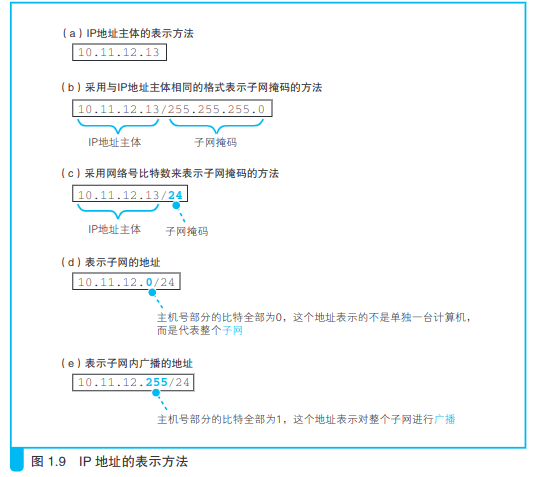 （a）IP地址主体的表示方法
10.11.12.13
（b）采用与IP地址主体相同的格式表示子网掩码的方法
10.11.12.13/255.255.255.0
IP地址主体 子网掩码
（c）采用网络号比特数来表示子网掩码的方法
10.11.12.13/24
IP地址主体 子网掩码
（d）表示子网的地址
10.11.12.0/24
主机号部分的比特全部为0，这个地址表示的不是单独一台计算机，
而是代表整个子网
（e）表示子网内广播的地址
10.11.12.255/24
主机号部分的比特全部为1，这个地址表示对整个子网进行广播
图 1.9 IP 地址的表示方法